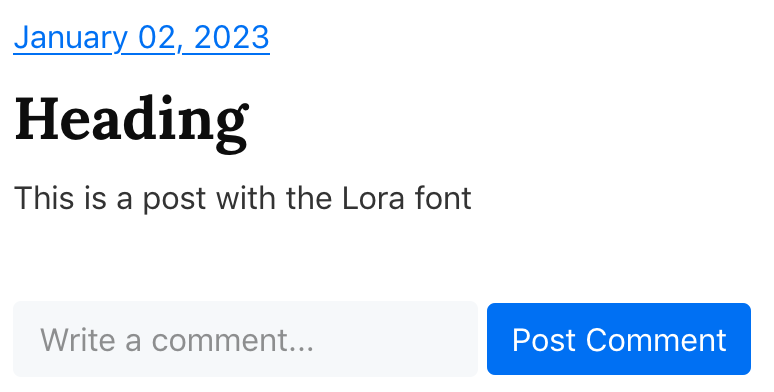 January 02, 2023
Heading
This is a post with the Lora font
Write a comment...
Post Comment